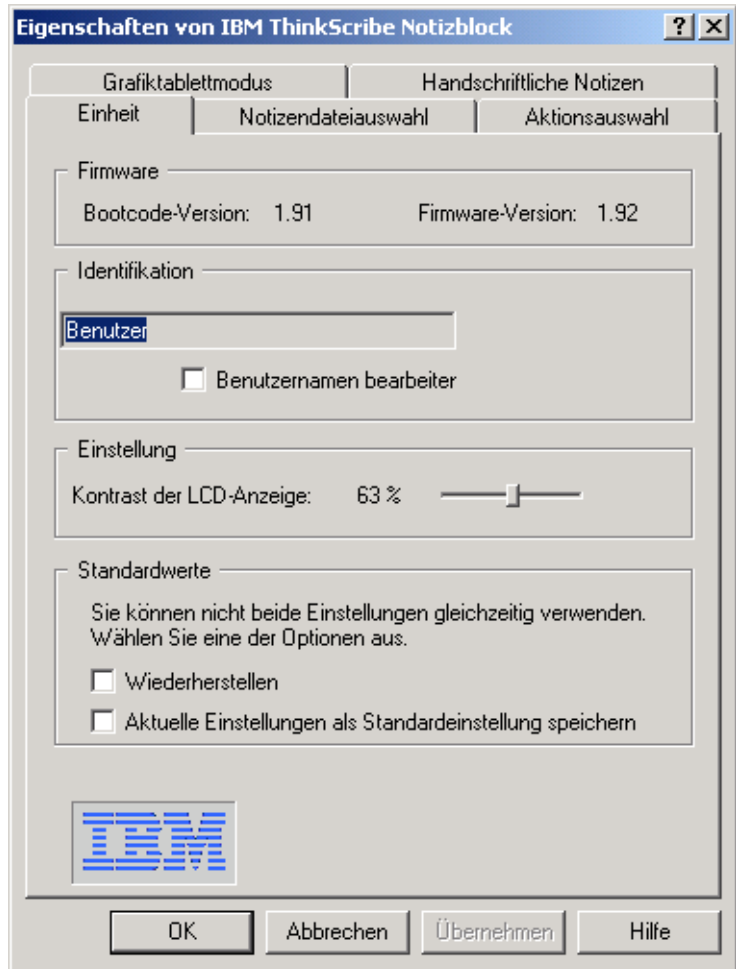 Eigenschaften von IBM ThinkScribe Notizblock
Grafiktablettmodus Handschriftliche Notizen
Einheit Notizendateiauswahl Aktionsauswahl
Firmware
Bootcode-Version: 1.91 Firmware-Version: 1.92
Identifikation
Benutzer
Benutzernamen bearbeiter
Einstellung
Kontrast der LCD-Anzeige: 63 %
Standardwerte
Sie können nicht beide Einstellungen gleichzeitig verwenden.
Wählen Sie eine der Optionen aus.
Wiederherstellen
Aktuelle Einstellungen als Standardeinstellung speichern
IBM
OK Abbrechen Übernehmen Hilfe